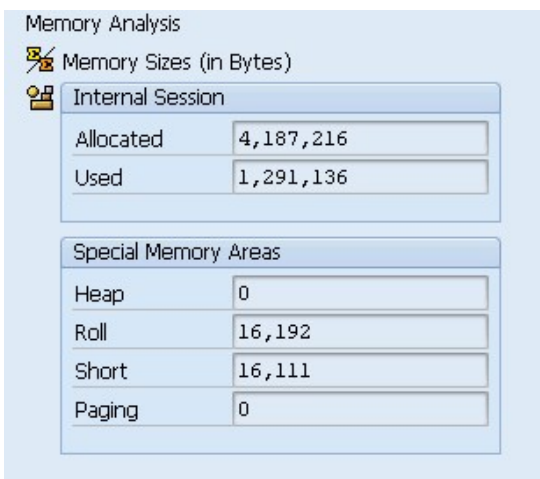 Memory Analysis
Memory Sizes (in Bytes)
Internal Session
Allocated 4,187,216
Used 1,291,136
Special Memory Areas
Heap 0
Roll 16,192
Short 16,111
Paging 0